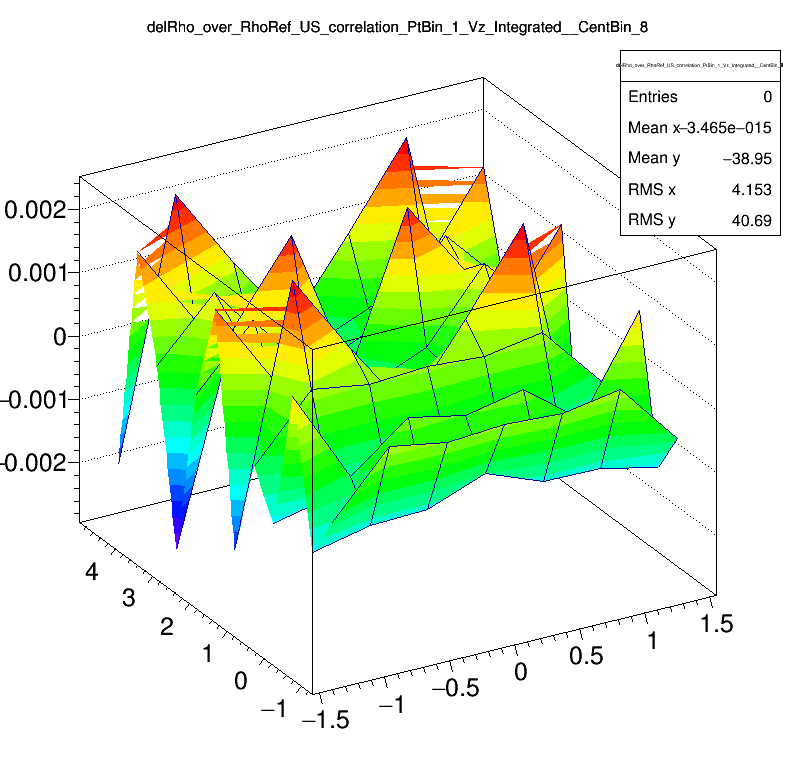 delRho_over_RhoRef_US_correlation_PtBin_1_Vz_Integrated__CentBin_8
delRho_over_RhoRef_US_correlation_PtBin_1_Vz_Integrated__CentBin_8
Entries 0
Mean x −3.465e−015
Mean y −38.95
RMS x 4.153
RMS y 40.69
0.002
0.001
0
−0.001
−0.002
4
3
2
1
0
−1
−1.5
−1
−0.5
0
0.5
1
1.5